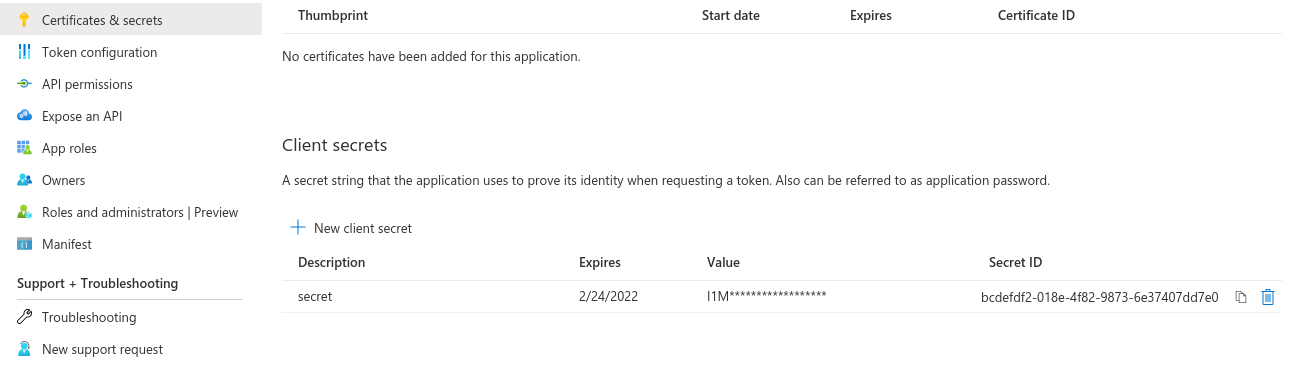 Certificates & secrets
Token configuration
API permissions
Expose an API
App roles
Owners
Roles and administrators | Preview
Manifest
Support + Troubleshooting
Troubleshooting
New support request
Thumbprint Start date Expires Certificate ID
No certificates have been added for this application.
Client secrets
A secret string that the application uses to prove its identity when requesting a token. Also can be referred to as application password.
New client secret
Description Expires Value Secret ID
secret 2/24/2022 I1M****************** bcdefdf2-018e-4f82-9873-6e37407dd7e0